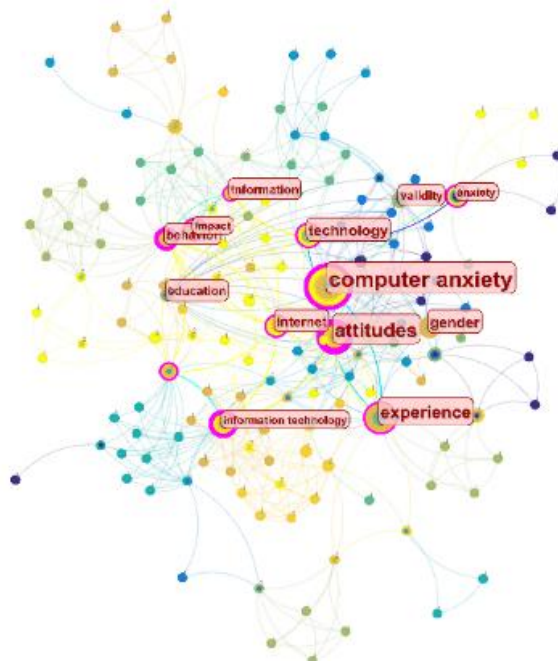 Information
validity
anxiety
behavior
impact
technology
computer anxiety
education
internet
attitudes
gender
experience
information technology